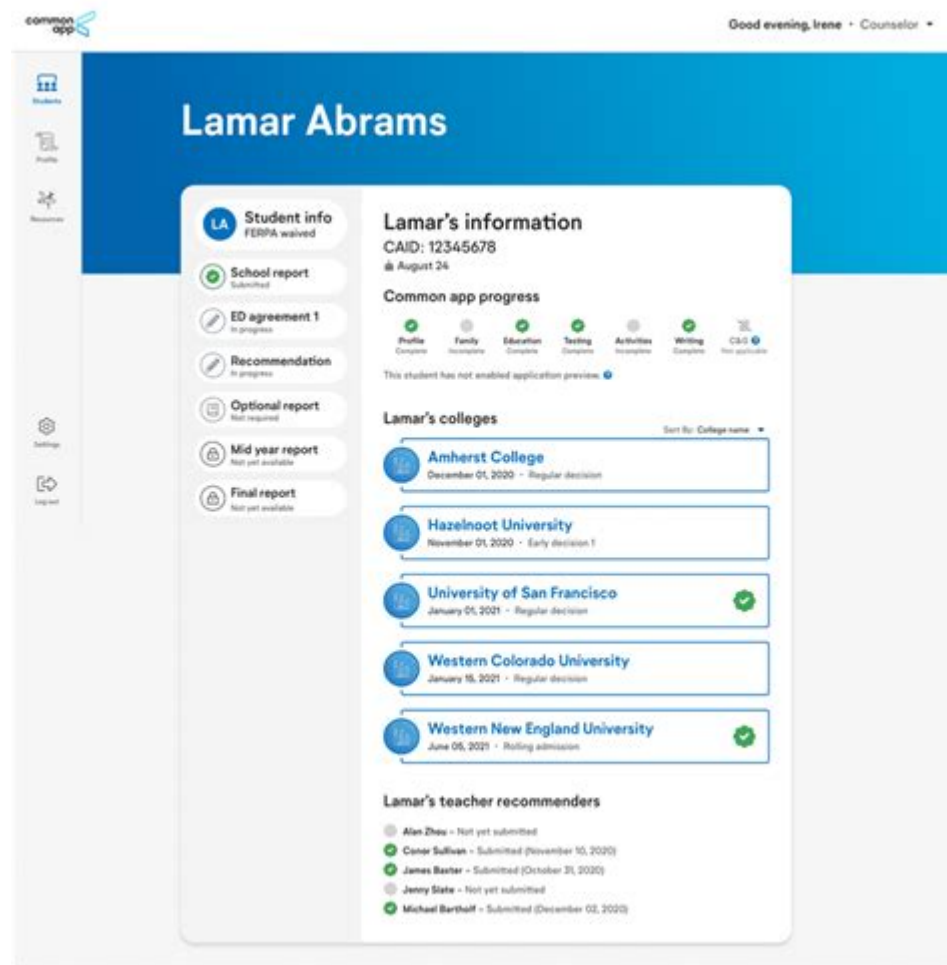 common
app
Good evening, Irene · Counselor
Students
Profile
Resources
Settings
Log out
Lamar Abrams
LA
Student info
FERPA waived
School report
Submitted
ED agreement 1
In progress
Recommendation
In progress
Optional report
Not required
Mid year report
Not yet available
Final report
Not yet available
Lamar's information
CAID: 12345678
August 24
Common app progress
Profile Family Education Testing Activities Writing C&G
Complete Incomplete Complete Complete Incomplete Complete Not applicable
This student has not enabled application preview.
Lamar's colleges
Sort By: College name
Amherst College
December 01, 2020 · Regular decision
Hazelnoot University
November 01, 2020 · Early decision 1
University of San Francisco
January 01, 2021 · Regular decision
Western Colorado University
January 15, 2021 · Regular decision
Western New England University
June 05, 2021 · Rolling admission
Lamar's teacher recommenders
Alan Zhou – Not yet submitted
Conor Sullivan – Submitted (November 10, 2020)
James Baxter – Submitted (October 31, 2020)
Jenny Slate – Not yet submitted
Michael Bartholf – Submitted (December 02, 2020)